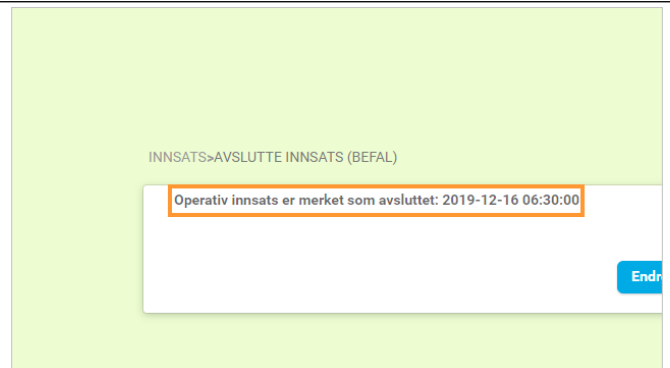 INNSATS>AVSLUTTE INNSATS (BEFAL)
Operativ innsats er merket som avsluttet: 2019-12-16 06:30:00